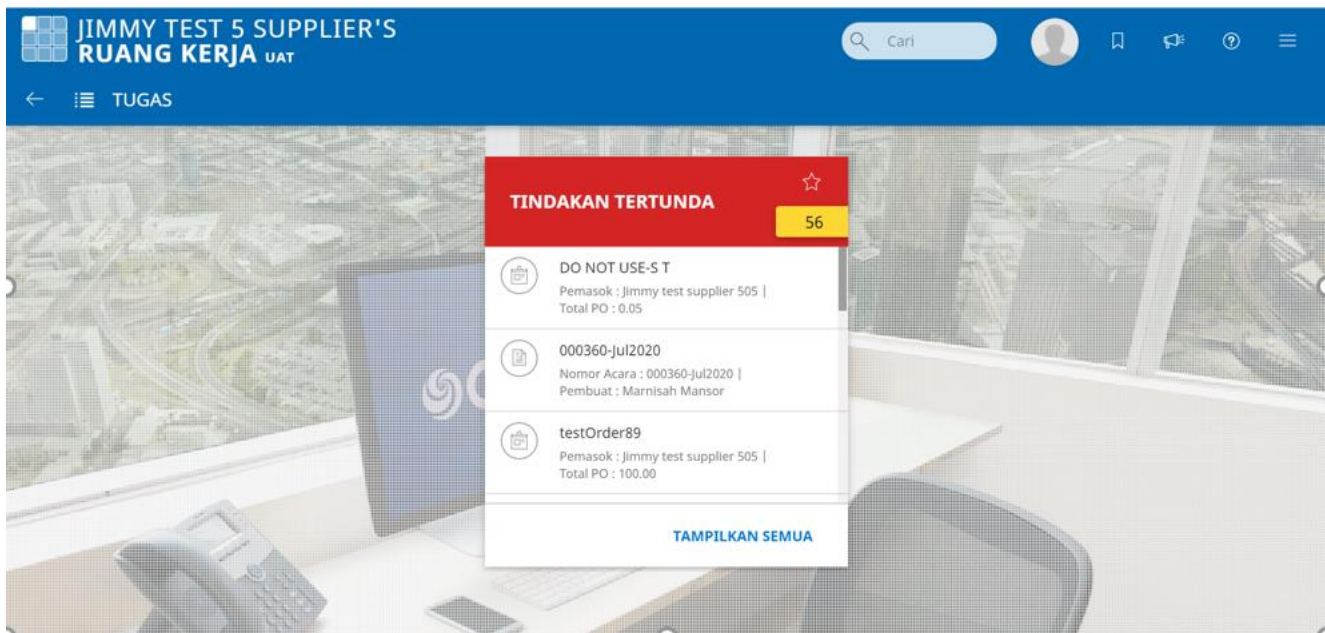 JIMMY TEST 5 SUPPLIER'S
RUANG KERJA UAT
Cari
TUGAS
TINDAKAN TERTUNDA
56
DO NOT USE-S T
Pemasok : Jimmy test supplier 505 |
Total PO : 0.05
000360-Jul2020
Nomor Acara : 000360-Jul2020 |
Pembuat : Marnisah Mansor
testOrder89
Pemasok : Jimmy test supplier 505 |
Total PO : 100.00
TAMPILKAN SEMUA